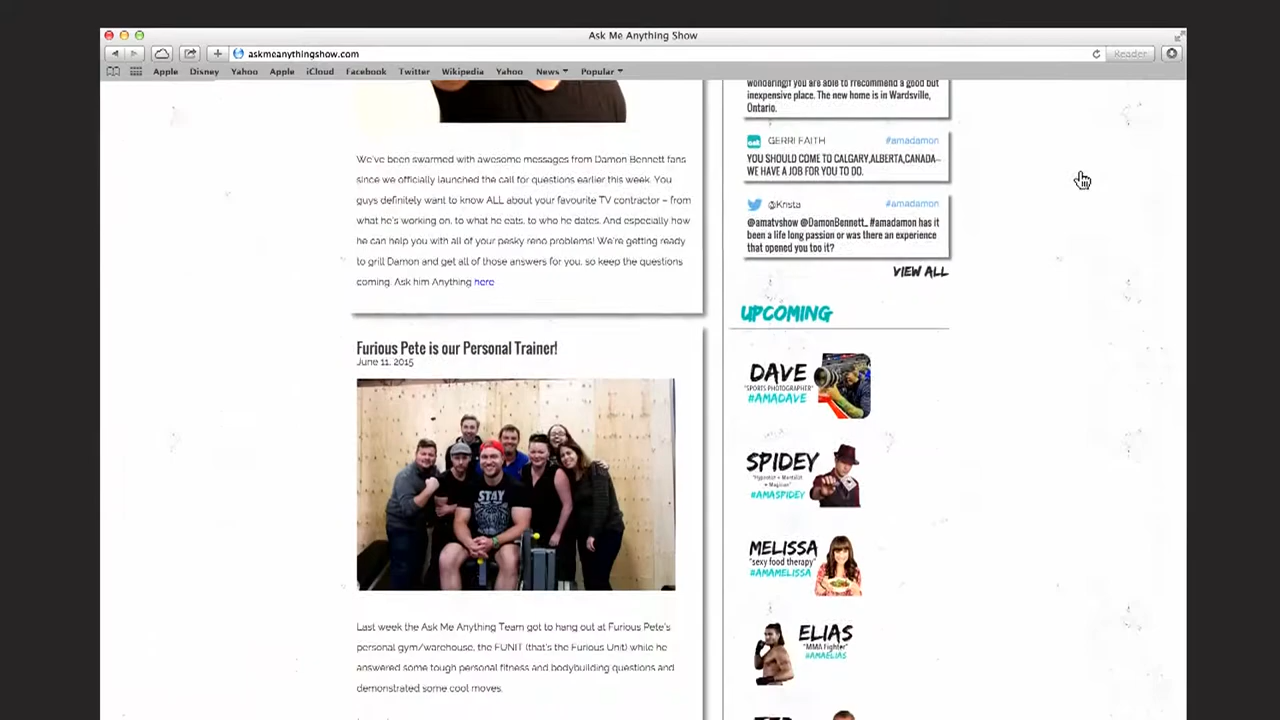 Ask Me Anything Show
askmeanythingshow.com
Reader
Apple Disney Yahoo Apple iCloud Facebook Twitter Wikipedia Yahoo News Popular
We've been swarmed with awesome messages from Damon Bennett fans
since we officially launched the call for questions earlier this week. You
guys definitely want to know ALL about your favourite TV contractor – from
what he's working on, to what he eats, to who he dates. And especially how
he can help you with all of your pesky reno problems! We're getting ready
to grill Damon and get all of those answers for you, so keep the questions
coming. Ask him Anything here
Furious Pete is our Personal Trainer!
June 11, 2015
STAY
Last week the Ask Me Anything Team got to hang out at Furious Pete's
personal gym/warehouse, the FUNIT (that's the Furious Unit) while he
answered some tough personal fitness and bodybuilding questions and
demonstrated some cool moves.
wondering if you are able to rrecommend a good but
inexpensive place. The new home is in Wardsville,
Ontario.
GERRI FAITH #amadamon
YOU SHOULD COME TO CALGARY,ALBERTA,CANADA--
WE HAVE A JOB FOR YOU TO DO.
@Krista #amadamon
@amatvshow @DamonBennett_ #amadamon has it
been a life long passion or was there an experience
that opened you too it?
VIEW ALL
UPCOMING
DAVE
"SPORTS PHOTOGRAPHER"
#AMADAVE
SPIDEY
"Hypnotist + Mentalist
+ Magician"
#AMASPIDEY
MELISSA
"sexy food therapy"
#AMAMELISSA
ELIAS
"MMA Fighter"
#AMAELIAS